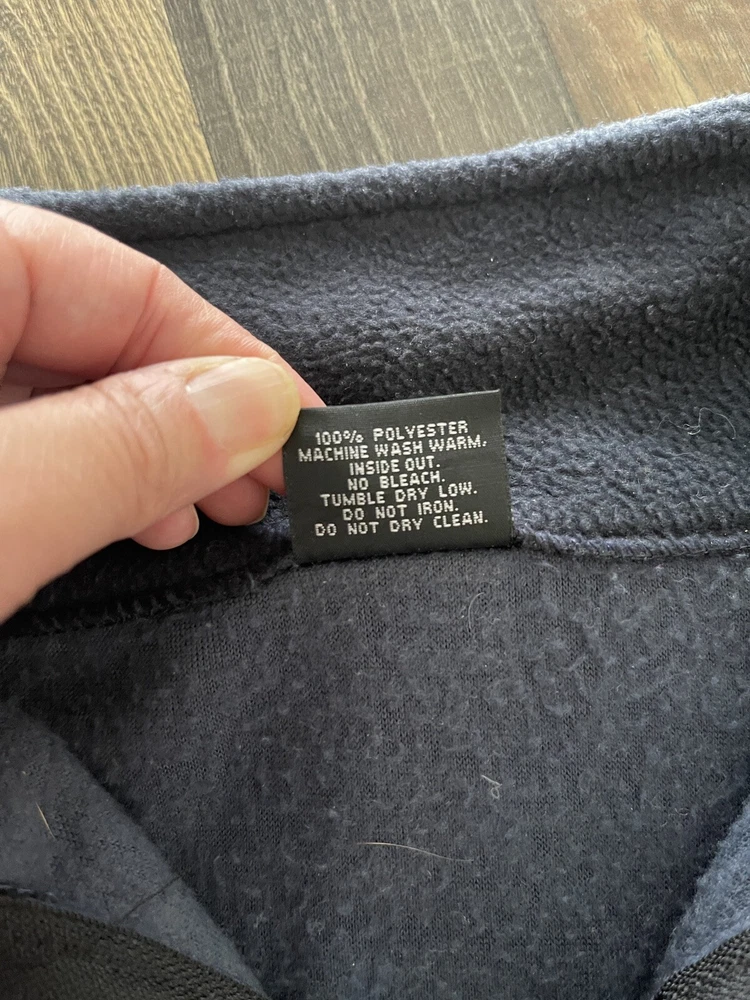 100% POLYESTER
MACHINE WASH WARM,
INSIDE OUT.
NO BLEACH.
TUMBLE DRY LOW.
DO NOT IRON.
DO NOT DRY CLEAN.